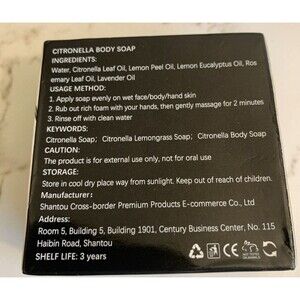 CITRONELLA BODY SOAP
INGREDIENTS:
Water, Citronella Leaf Oil, Lemon Peel Oil, Lemon Eucalyptus Oil, Ros
emary Leaf Oil, Lavender Oil
USAGE METHOD:
1. Apply soap evenly on wet face/body/hand skin
2. Rub out rich foam with your hands, then gently massage for 2 minutes
3. Rinse off with clean water
KEYWORDS:
Citronella Soap; Citronella Lemongrass Soap; Citronella Body Soap
CAUTION:
The product is for external use only, not for oral use
STORAGE:
Store in cool dry place way from sunlight. Keep out of reach of children.
Manufacturer:
Shantou Cross-border Premium Products E-commerce Co., Ltd
Address:
Room 5, Building 5, Building 1901, Century Business Center, No. 115
Haibin Road, Shantou
SHELF LIFE: 3 years